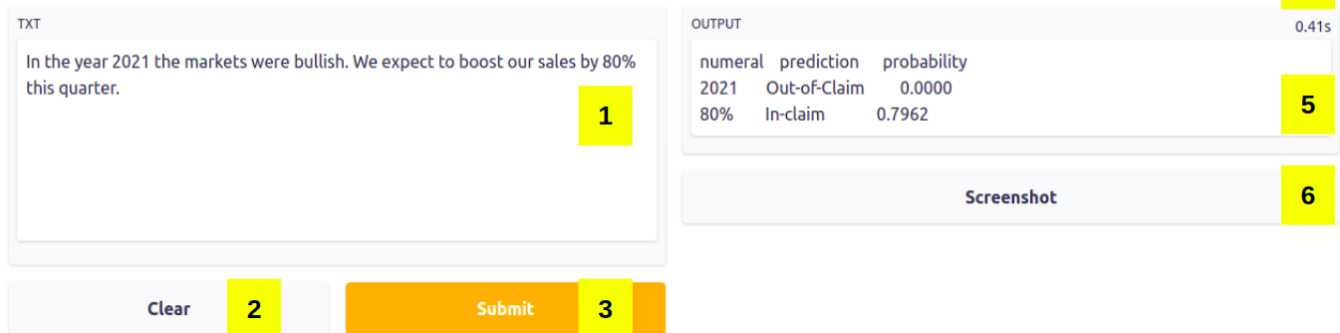 TXT
In the year 2021 the markets were bullish. We expect to boost our sales by 80%
this quarter.
1
Clear
2
Submit
3
OUTPUT
0.41s
numeral prediction probability
2021 Out-of-Claim 0.0000
80% In-claim 0.7962
5
Screenshot
6